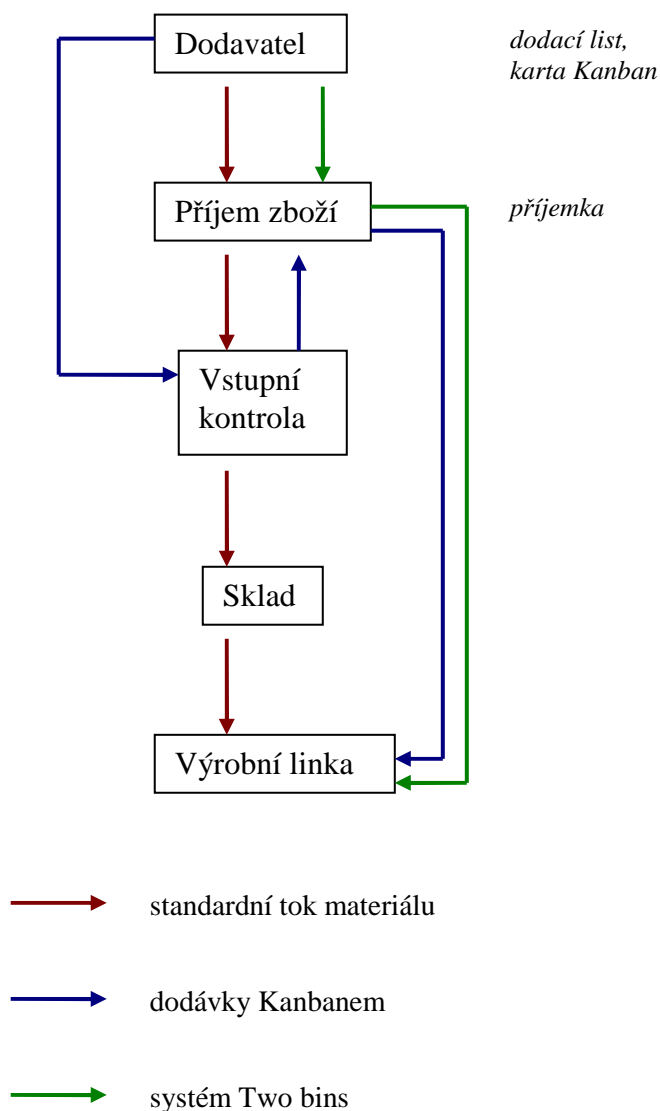 Dodavatel
dodací list,
karta Kanban
Příjem zboží
příjemka
Vstupní
kontrola
Sklad
Výrobní linka
standardní tok materiálu
dodávky Kanbanem
systém Two bins